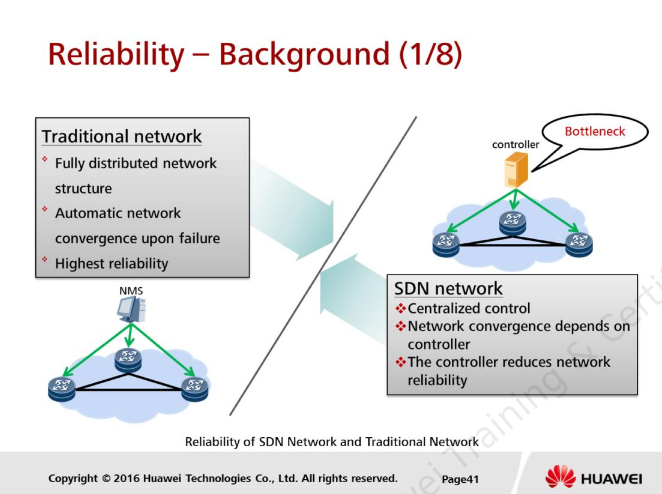 Reliability – Background (1/8)
Traditional network
❖ Fully distributed network
structure
❖ Automatic network
convergence upon failure
❖ Highest reliability
NMS
controller
Bottleneck
SDN network
❖Centralized control
❖Network convergence depends on
controller
❖The controller reduces network
reliability
Reliability of SDN Network and Traditional Network
Training & Certi
Copyright © 2016 Huawei Technologies Co., Ltd. All rights reserved.
Page41
HUAWEI